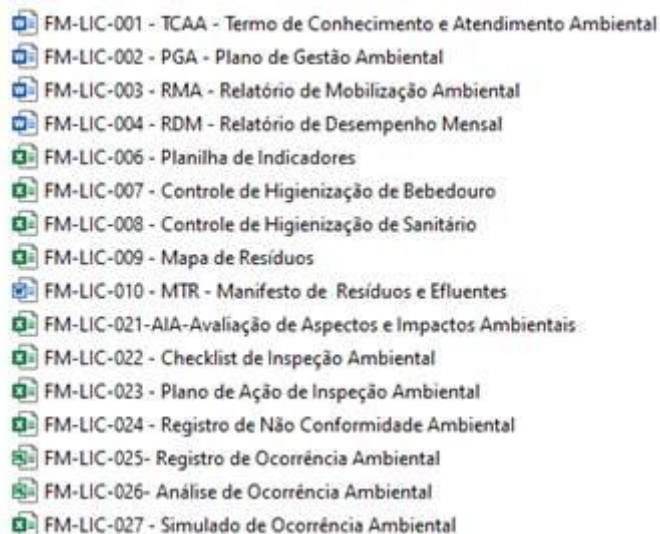 FM-LIC-001 - TCAA - Termo de Conhecimento e Atendimento Ambiental
FM-LIC-002 - PGA - Plano de Gestão Ambiental
FM-LIC-003 - RMA - Relatório de Mobilização Ambiental
FM-LIC-004 - RDM - Relatório de Desempenho Mensal
FM-LIC-006 - Planilha de Indicadores
FM-LIC-007 - Controle de Higienização de Bebedouro
FM-LIC-008 - Controle de Higienização de Sanitário
FM-LIC-009 - Mapa de Resíduos
FM-LIC-010 - MTR - Manifesto de  Resíduos e Efluentes
FM-LIC-021-AIA-Avaliação de Aspectos e Impactos Ambientais
FM-LIC-022 - Checklist de Inspeção Ambiental
FM-LIC-023 - Plano de Ação de Inspeção Ambiental
FM-LIC-024 - Registro de Não Conformidade Ambiental
FM-LIC-025- Registro de Ocorrência Ambiental
FM-LIC-026- Análise de Ocorrência Ambiental
FM-LIC-027 - Simulado de Ocorrência Ambiental